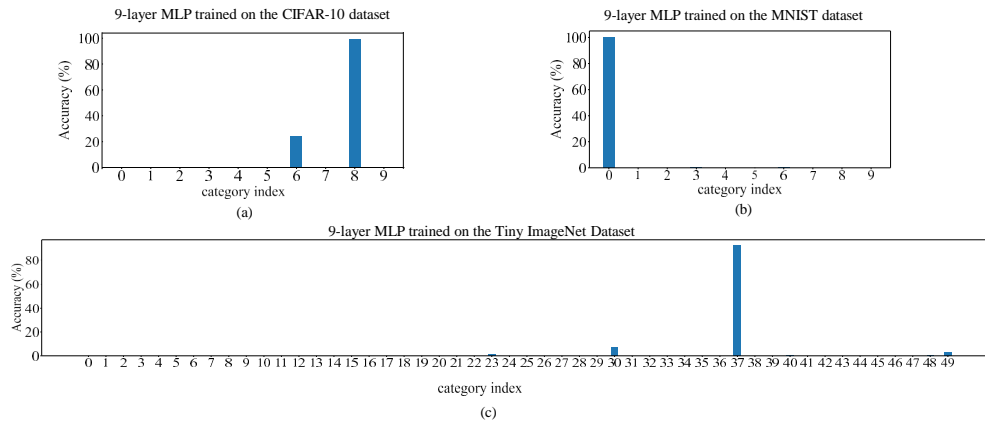 9-layer MLP trained on the CIFAR-10 dataset
100
80
60
40
20
0
Accuracy (%)
0 1 2 3 4 5 6 7 8 9
category index
(a)
9-layer MLP trained on the MNIST dataset
100
80
60
40
20
0
Accuracy (%)
0 1 2 3 4 5 6 7 8 9
category index
(b)
9-layer MLP trained on the Tiny ImageNet Dataset
80
60
40
20
0
Accuracy (%)
0 1 2 3 4 5 6 7 8 9 10 11 12 13 14 15 16 17 18 19 20 21 22 23 24 25 26 27 28 29 30 31 32 33 34 35 36 37 38 39 40 41 42 43 44 45 46 47 48 49
category index
(c)